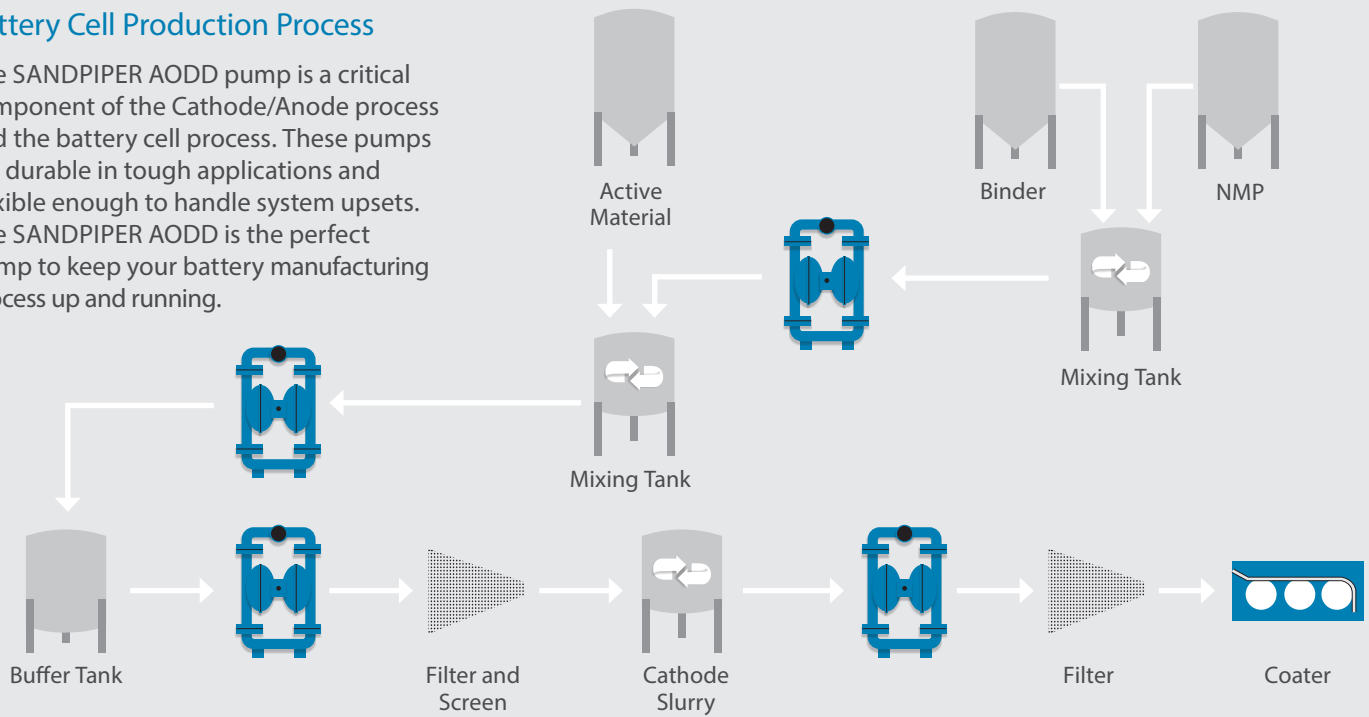 ttery Cell Production Process
e SANDPIPER AODD pump is a critical
mponent of the Cathode/Anode process
d the battery cell process. These pumps
durable in tough applications and
xible enough to handle system upsets.
e SANDPIPER AODD is the perfect
mp to keep your battery manufacturing
ocess up and running.
Active
Material
Binder
NMP
Mixing Tank
Mixing Tank
Buffer Tank
Filter and
Screen
Cathode
Slurry
Filter
Coater